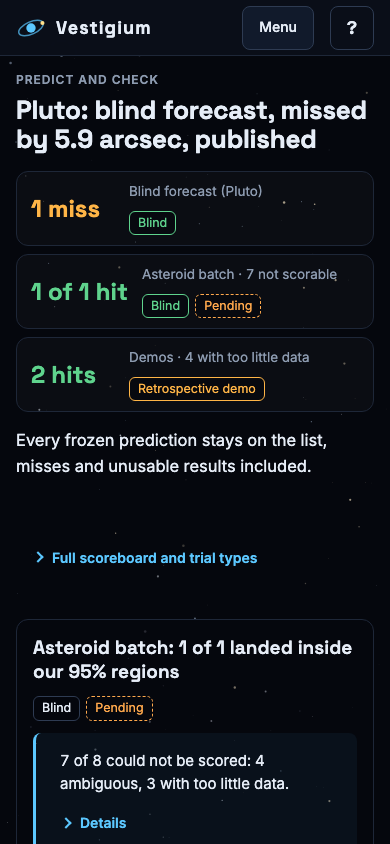 Vestigium
Menu
?
PREDICT AND CHECK
Pluto: blind forecast, missed
by 5.9 arcsec, published
1 miss
Blind forecast (Pluto)
Blind
1 of 1 hit
Asteroid batch · 7 not scorable
Blind
Pending
2 hits
Demos · 4 with too little data
Retrospective demo
Every frozen prediction stays on the list,
misses and unusable results included.
Full scoreboard and trial types
Asteroid batch: 1 of 1 landed inside
our 95% regions
Blind
Pending
7 of 8 could not be scored: 4
ambiguous, 3 with too little data.
Details